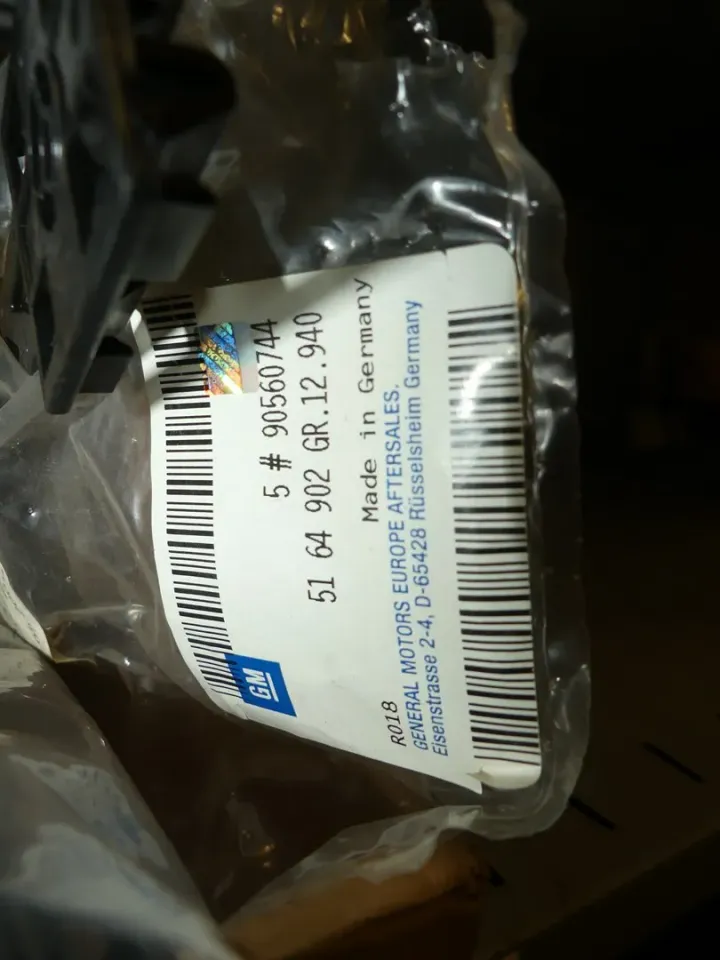 GM
5 # 90560744
51 64 902 GR.12.940
Made in Germany
R018
GENERAL MOTORS EUROPE AFTERSALES.
Eisenstrasse 2-4, D-65428 Rüsselsheim Germany